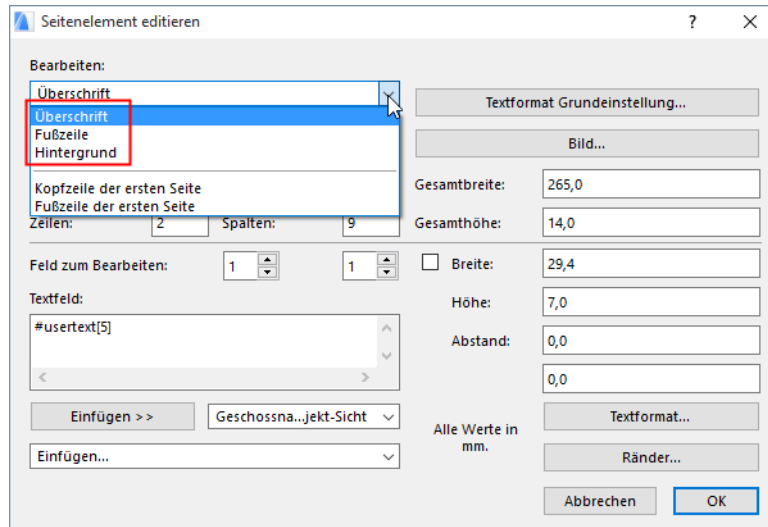 Seitenelement editieren
?
Bearbeiten:
Überschrift
Überschrift
Fußzeile
Hintergrund
Kopfzeile der ersten Seite
Fußzeile der ersten Seite
Textformat Grundeinstellung...
Bild...
Gesamtbreite: 265,0
Zeilen: 2 Spalten: 9 Gesamthöhe: 14,0
Feld zum Bearbeiten: 1 1 Breite: 29,4
Textfeld: Höhe: 7,0
#usertext[5] Abstand: 0,0
0,0
Einfügen >> Geschossna...jekt-Sicht Alle Werte in Textformat...
mm.
Einfügen... Ränder...
Abbrechen OK